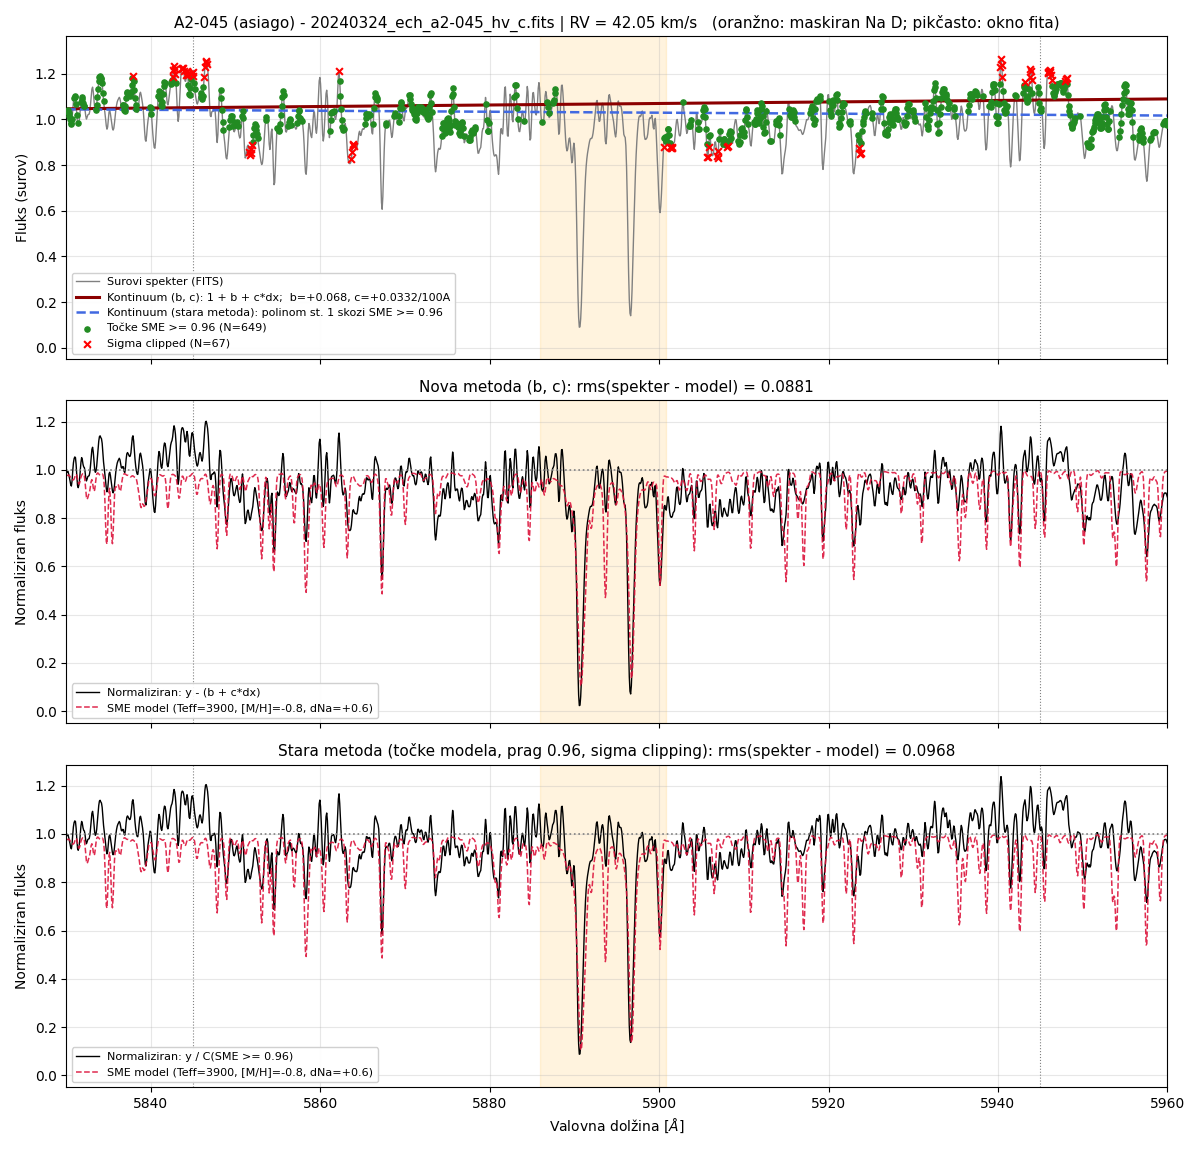 A2-045 (asiago) - 20240324_ech_a2-045_hv_c.fits | RV = 42.05 km/s   (oranžno: maskiran Na D; pikčasto: okno fita)
1.2
1.0
0.8
0.6
0.4
0.2
0.0
Fluks (surov)
Surovi spekter (FITS)
Kontinuum (b, c): 1 + b + c*dx;  b=+0.068, c=+0.0332/100A
Kontinuum (stara metoda): polinom st. 1 skozi SME >= 0.96
Točke SME >= 0.96 (N=649)
Sigma clipped (N=67)
Nova metoda (b, c): rms(spekter - model) = 0.0881
1.2
1.0
0.8
0.6
0.4
0.2
0.0
Normaliziran fluks
Normaliziran: y - (b + c*dx)
SME model (Teff=3900, [M/H]=-0.8, dNa=+0.6)
Stara metoda (točke modela, prag 0.96, sigma clipping): rms(spekter - model) = 0.0968
1.2
1.0
0.8
0.6
0.4
0.2
0.0
Normaliziran fluks
Normaliziran: y / C(SME >= 0.96)
SME model (Teff=3900, [M/H]=-0.8, dNa=+0.6)
5840 5860 5880 5900 5920 5940 5960
Valovna dolžina [Å]